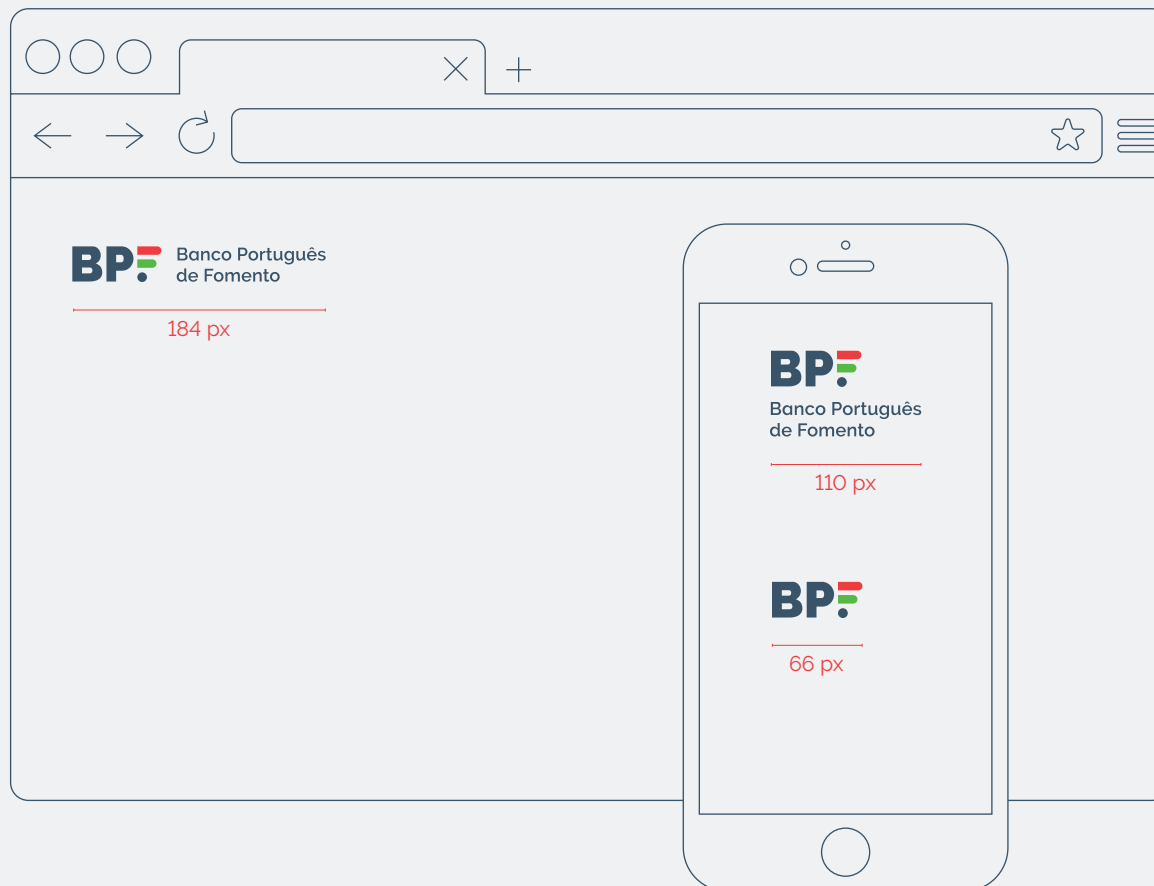 BPF Banco Português
de Fomento
184 px
BPF
Banco Português
de Fomento
110 px
BPF
66 px